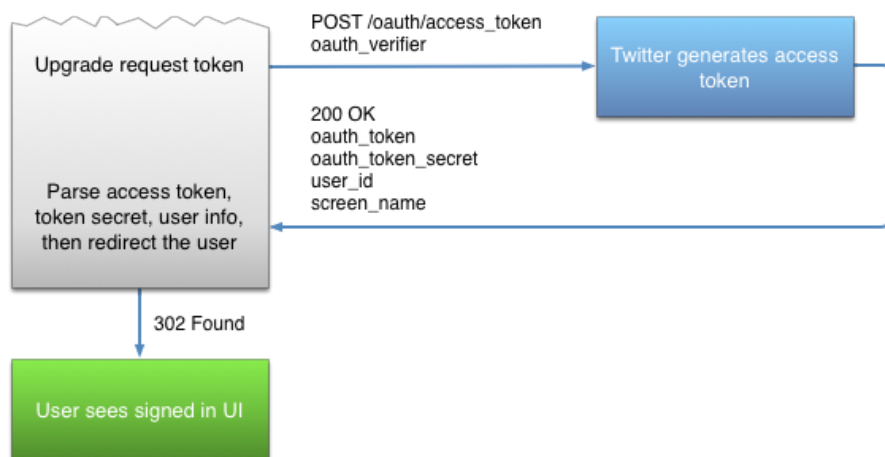 POST /oauth/access_token
oauth_verifier
Upgrade request token
Twitter generates access
token
200 OK
oauth_token
oauth_token_secret
user_id
screen_name
Parse access token,
token secret, user info,
then redirect the user
302 Found
User sees signed in UI